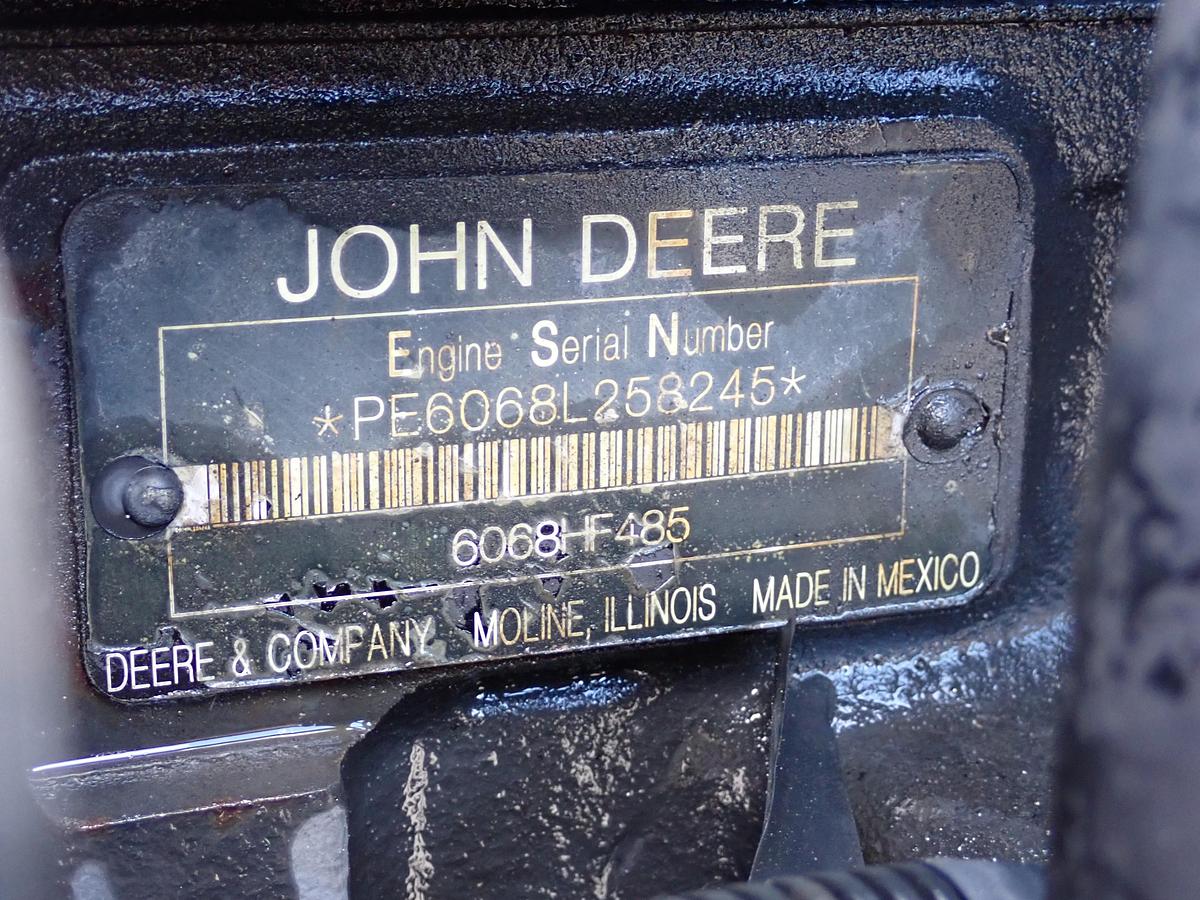 JOHN DEERE
Engine Serial Number
*PE6068L258245*
6068HF485
DEERE & COMPANY MOLINE, ILLINOIS MADE IN MEXICO